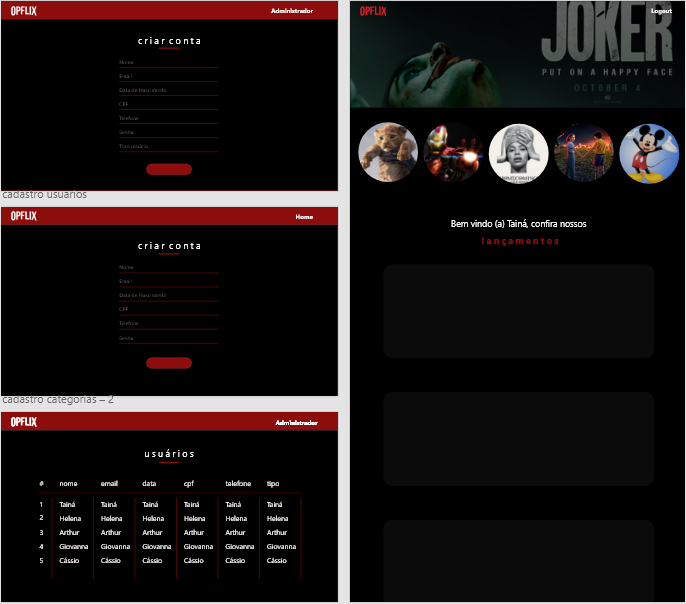 OPFLIX
Administrador
criar conta
Nome
Email
Data de Nascimento
CPF
Telefone
Senha
Tipo usuário
cadastro usuários
OPFLIX
Home
criar conta
Nome
Email
Data de Nascimento
CPF
Telefone
Senha
cadastro categorias – 2
OPFLIX
Administrador
usuários
# nome email data cpf telefone tipo
1 Tainá Tainá Tainá Tainá Tainá Tainá
2 Helena Helena Helena Helena Helena Helena
3 Arthur Arthur Arthur Arthur Arthur Arthur
4 Giovanna Giovanna Giovanna Giovanna Giovanna Giovanna
5 Cássio Cássio Cássio Cássio Cássio Cássio
OPFLIX
Logout
JOKER
PUT ON A HAPPY FACE
OCTOBER 4
Bem vindo (a) Tainá, confira nossos
lançamentos